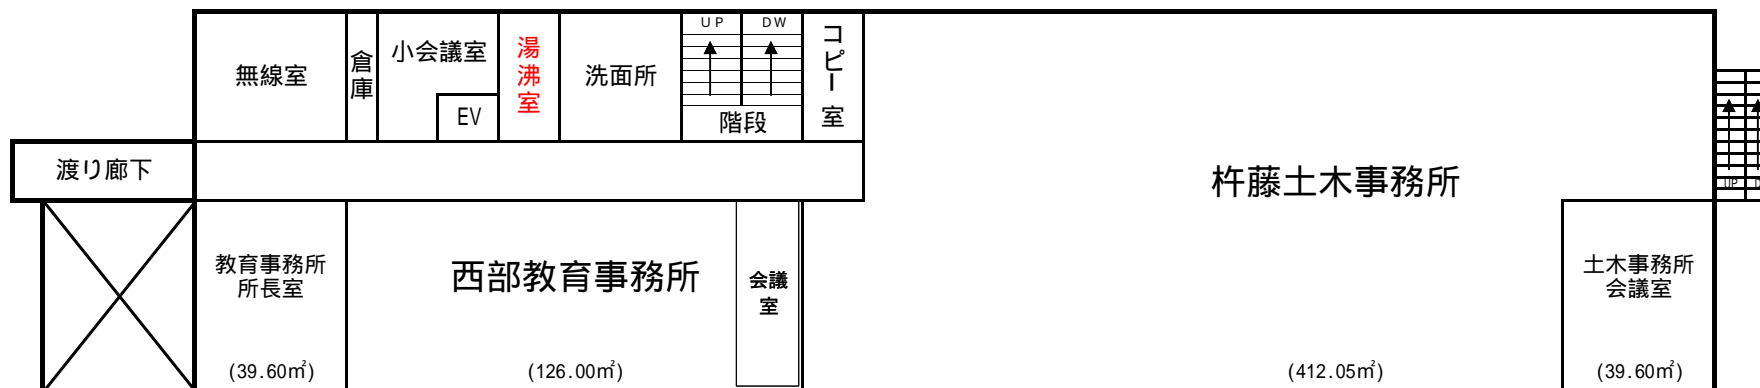 UP
DW
無線室
倉庫
小会議室
EV
湯沸室
洗面所
階段
コピー室
渡り廊下
杵藤土木事務所
UP
教育事務所
所長室
(39.60㎡)
西部教育事務所
(126.00㎡)
会議
室
(412.05㎡)
土木事務所
会議室
(39.60㎡)